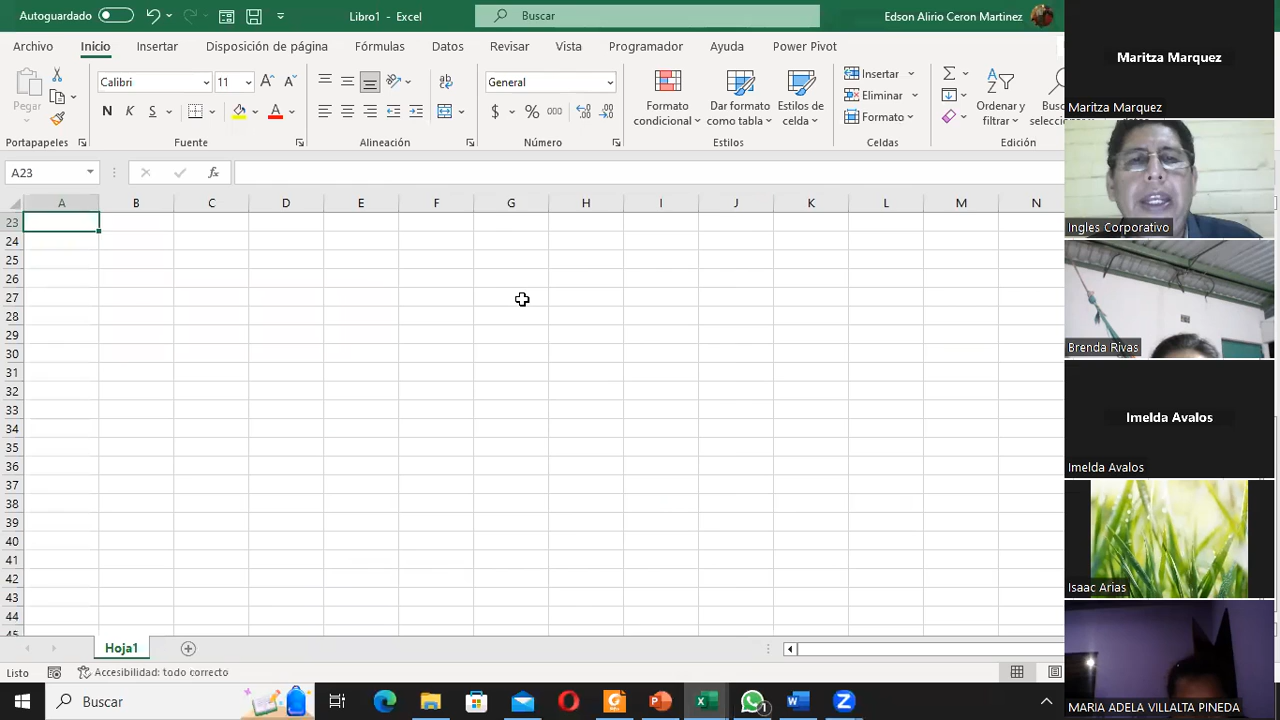 Autoguardado
Libro1 - Excel
Buscar
Edson Alirio Ceron Martinez
Archivo Inicio Insertar Disposición de página Fórmulas Datos Revisar Vista Programador Ayuda Power Pivot
Pegar
Calibri 11
N K S
General
$ % 000
Formato condicional
Dar formato como tabla
Estilos de celda
Insertar
Eliminar
Formato
Ordenar y filtrar
Portapapeles Fuente Alineación Número Estilos Celdas Edición
A23
fx
A B C D E F G H I J K L M N
23
24
25
26
27
28
29
30
31
32
33
34
35
36
37
38
39
40
41
42
43
44
45
Hoja1
Listo
Accesibilidad: todo correcto
Buscar
1
Maritza Marquez
Maritza Marquez
Ingles Corporativo
Brenda Rivas
Imelda Avalos
Imelda Avalos
Isaac Arias
MARIA ADELA VILLALTA PINEDA